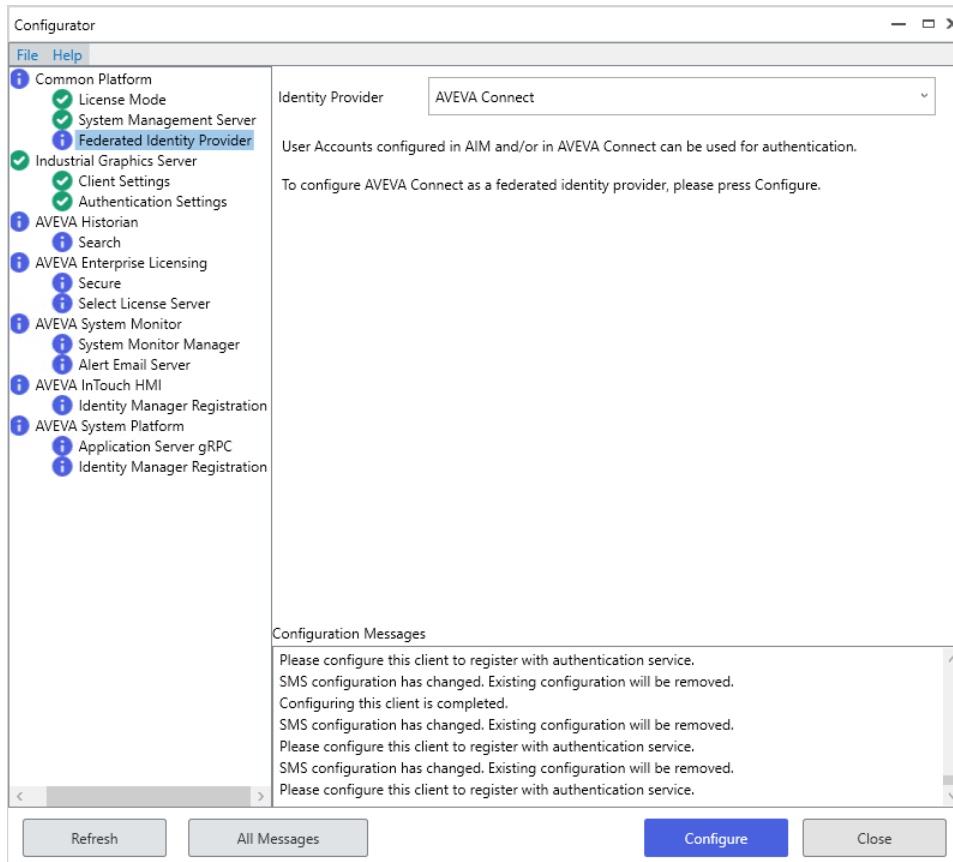 Configurator
File Help
Common Platform
License Mode
System Management Server
Federated Identity Provider
Industrial Graphics Server
Client Settings
Authentication Settings
AVEVA Historian
Search
AVEVA Enterprise Licensing
Secure
Select License Server
AVEVA System Monitor
System Monitor Manager
Alert Email Server
AVEVA InTouch HMI
Identity Manager Registration
AVEVA System Platform
Application Server gRPC
Identity Manager Registration
Identity Provider AVEVA Connect
User Accounts configured in AIM and/or in AVEVA Connect can be used for authentication.
To configure AVEVA Connect as a federated identity provider, please press Configure.
Configuration Messages
Please configure this client to register with authentication service.
SMS configuration has changed. Existing configuration will be removed.
Configuring this client is completed.
SMS configuration has changed. Existing configuration will be removed.
Please configure this client to register with authentication service.
SMS configuration has changed. Existing configuration will be removed.
Please configure this client to register with authentication service.
Refresh All Messages Configure Close